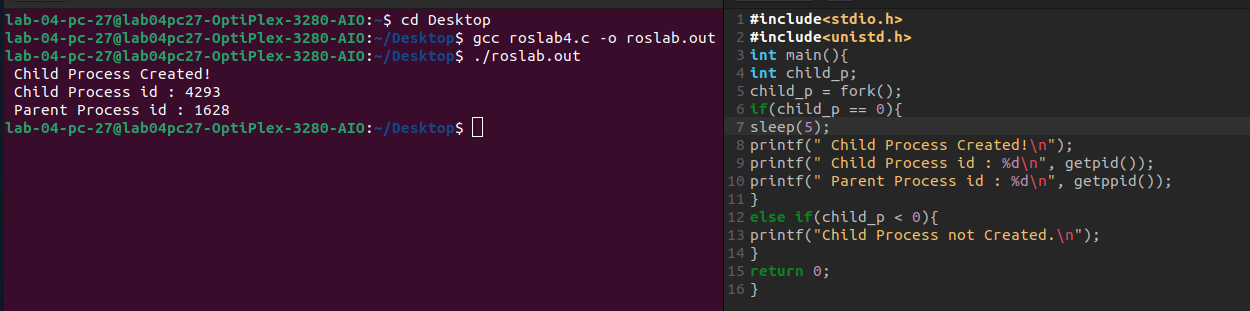 lab-04-pc-27@lab04pc27-OptiPlex-3280-AIO:~$ cd Desktop
lab-04-pc-27@lab04pc27-OptiPlex-3280-AIO:~/Desktop$ gcc roslab4.c -o roslab.out
lab-04-pc-27@lab04pc27-OptiPlex-3280-AIO:~/Desktop$ ./roslab.out
 Child Process Created!
 Child Process id : 4293
 Parent Process id : 1628
lab-04-pc-27@lab04pc27-OptiPlex-3280-AIO:~/Desktop$
1 #include<stdio.h>
2 #include<unistd.h>
3 int main(){
4 int child_p;
5 child_p = fork();
6 if(child_p == 0){
7 sleep(5);
8 printf(" Child Process Created!\n");
9 printf(" Child Process id : %d\n", getpid());
10 printf(" Parent Process id : %d\n", getppid());
11 }
12 else if(child_p < 0){
13 printf("Child Process not Created.\n");
14 }
15 return 0;
16 }